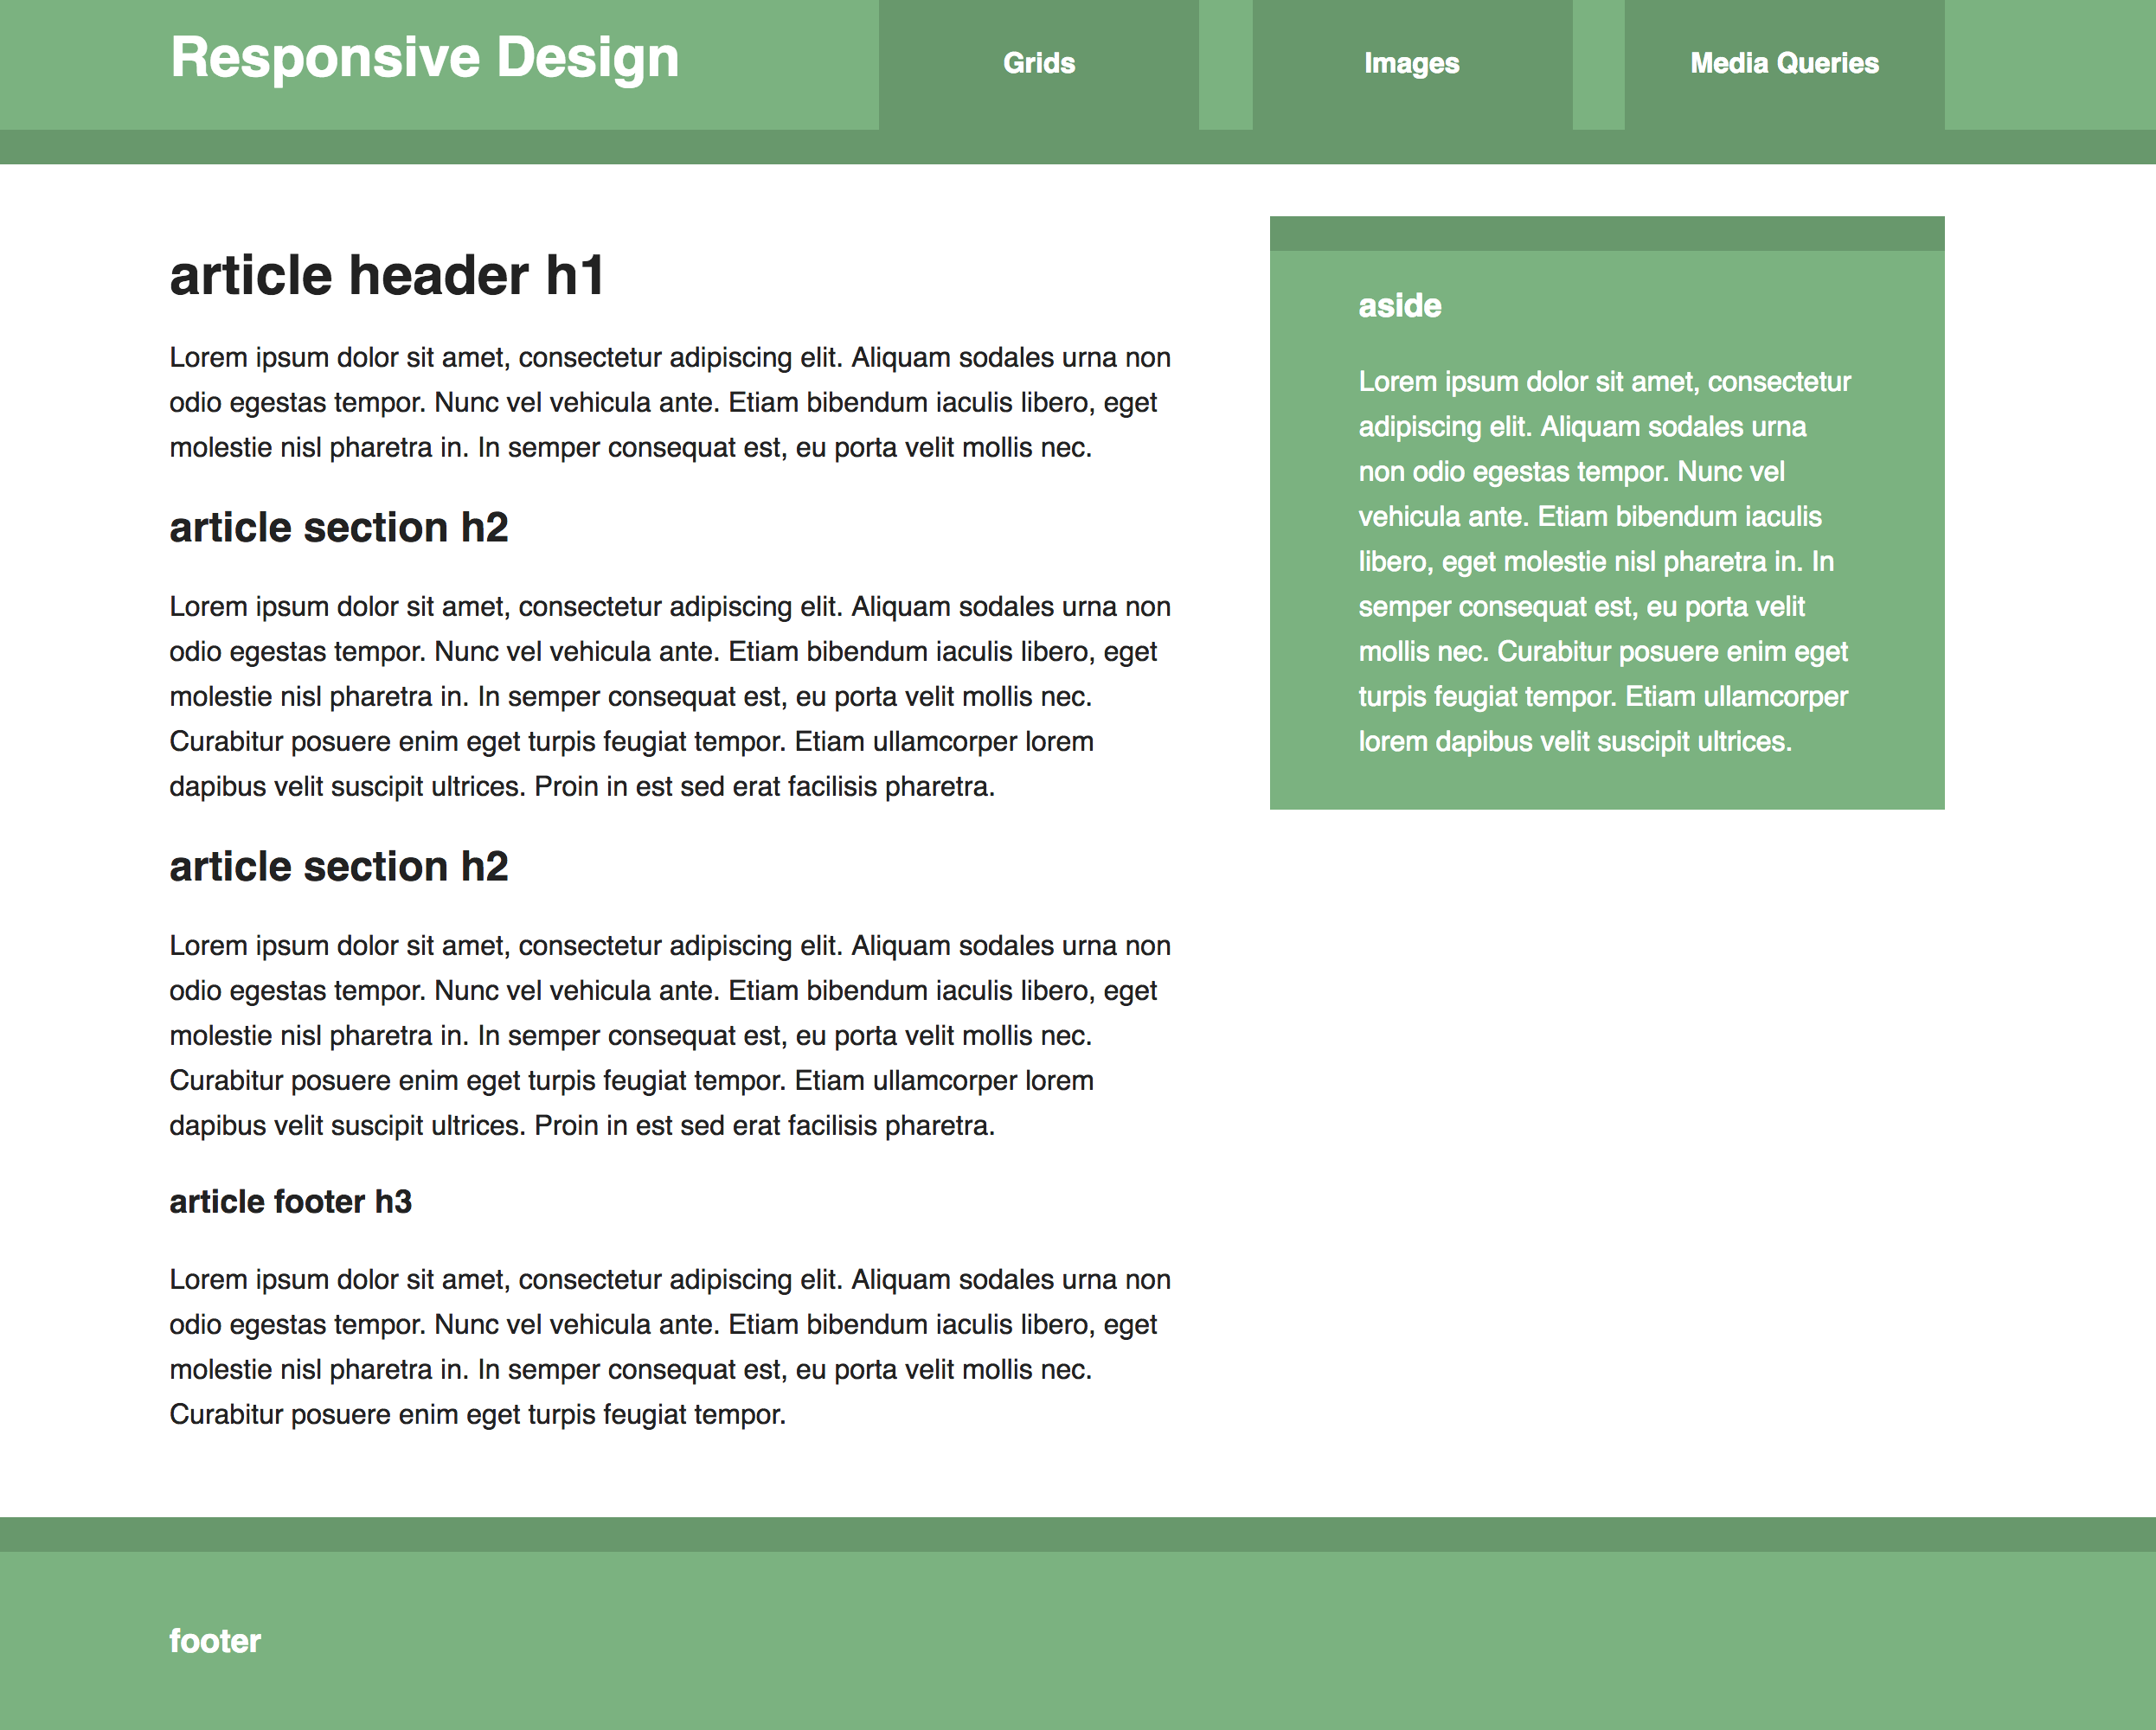 Responsive Design
Grids
Images
Media Queries
article header h1
Lorem ipsum dolor sit amet, consectetur adipiscing elit. Aliquam sodales urna non
odio egestas tempor. Nunc vel vehicula ante. Etiam bibendum iaculis libero, eget
molestie nisl pharetra in. In semper consequat est, eu porta velit mollis nec.
article section h2
Lorem ipsum dolor sit amet, consectetur adipiscing elit. Aliquam sodales urna non
odio egestas tempor. Nunc vel vehicula ante. Etiam bibendum iaculis libero, eget
molestie nisl pharetra in. In semper consequat est, eu porta velit mollis nec.
Curabitur posuere enim eget turpis feugiat tempor. Etiam ullamcorper lorem
dapibus velit suscipit ultrices. Proin in est sed erat facilisis pharetra.
article section h2
Lorem ipsum dolor sit amet, consectetur adipiscing elit. Aliquam sodales urna non
odio egestas tempor. Nunc vel vehicula ante. Etiam bibendum iaculis libero, eget
molestie nisl pharetra in. In semper consequat est, eu porta velit mollis nec.
Curabitur posuere enim eget turpis feugiat tempor. Etiam ullamcorper lorem
dapibus velit suscipit ultrices. Proin in est sed erat facilisis pharetra.
article footer h3
Lorem ipsum dolor sit amet, consectetur adipiscing elit. Aliquam sodales urna non
odio egestas tempor. Nunc vel vehicula ante. Etiam bibendum iaculis libero, eget
molestie nisl pharetra in. In semper consequat est, eu porta velit mollis nec.
Curabitur posuere enim eget turpis feugiat tempor.
aside
Lorem ipsum dolor sit amet, consectetur
adipiscing elit. Aliquam sodales urna
non odio egestas tempor. Nunc vel
vehicula ante. Etiam bibendum iaculis
libero, eget molestie nisl pharetra in. In
semper consequat est, eu porta velit
mollis nec. Curabitur posuere enim eget
turpis feugiat tempor. Etiam ullamcorper
lorem dapibus velit suscipit ultrices.
footer